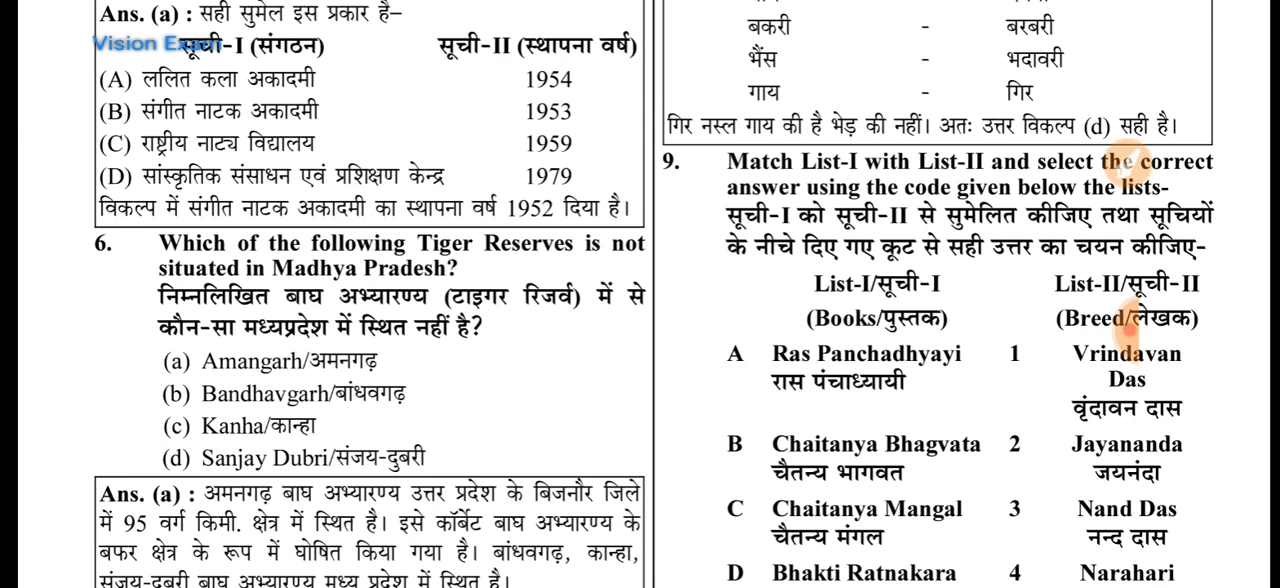 Ans. (a) : सही सुमेल इस प्रकार है–
Vision Exam
सूची-I (संगठन) सूची-II (स्थापना वर्ष)
(A) ललित कला अकादमी 1954
(B) संगीत नाटक अकादमी 1953
(C) राष्ट्रीय नाट्य विद्यालय 1959
(D) सांस्कृतिक संसाधन एवं प्रशिक्षण केन्द्र 1979
विकल्प में संगीत नाटक अकादमी का स्थापना वर्ष 1952 दिया है।
6. Which of the following Tiger Reserves is not
situated in Madhya Pradesh?
निम्नलिखित बाघ अभ्यारण्य (टाइगर रिजर्व) में से
कौन-सा मध्यप्रदेश में स्थित नहीं है?
(a) Amangarh/अमनगढ़
(b) Bandhavgarh/बांधवगढ़
(c) Kanha/कान्हा
(d) Sanjay Dubri/संजय-दुबरी
Ans. (a) : अमनगढ़ बाघ अभ्यारण्य उत्तर प्रदेश के बिजनौर जिले
में 95 वर्ग किमी. क्षेत्र में स्थित है। इसे कॉर्बेट बाघ अभ्यारण्य के
बफर क्षेत्र के रूप में घोषित किया गया है। बांधवगढ़, कान्हा,
संजय-दुबरी बाघ अभ्यारण्य मध्य प्रदेश में स्थित है।
बकरी - बरबरी
भैंस - भदावरी
गाय - गिर
गिर नस्ल गाय की है भेड़ की नहीं। अतः उत्तर विकल्प (d) सही है।
9. Match List-I with List-II and select the correct
answer using the code given below the lists-
सूची-I को सूची-II से सुमेलित कीजिए तथा सूचियों
के नीचे दिए गए कूट से सही उत्तर का चयन कीजिए-
List-I/सूची-I List-II/सूची-II
(Books/पुस्तक) (Breed/लेखक)
A Ras Panchadhyayi 1 Vrindavan
Das
रास पंचाध्यायी
वृंदावन दास
B Chaitanya Bhagvata 2 Jayananda
चैतन्य भागवत जयनंदा
C Chaitanya Mangal 3 Nand Das
चैतन्य मंगल नन्द दास
D Bhakti Ratnakara 4 Narahari